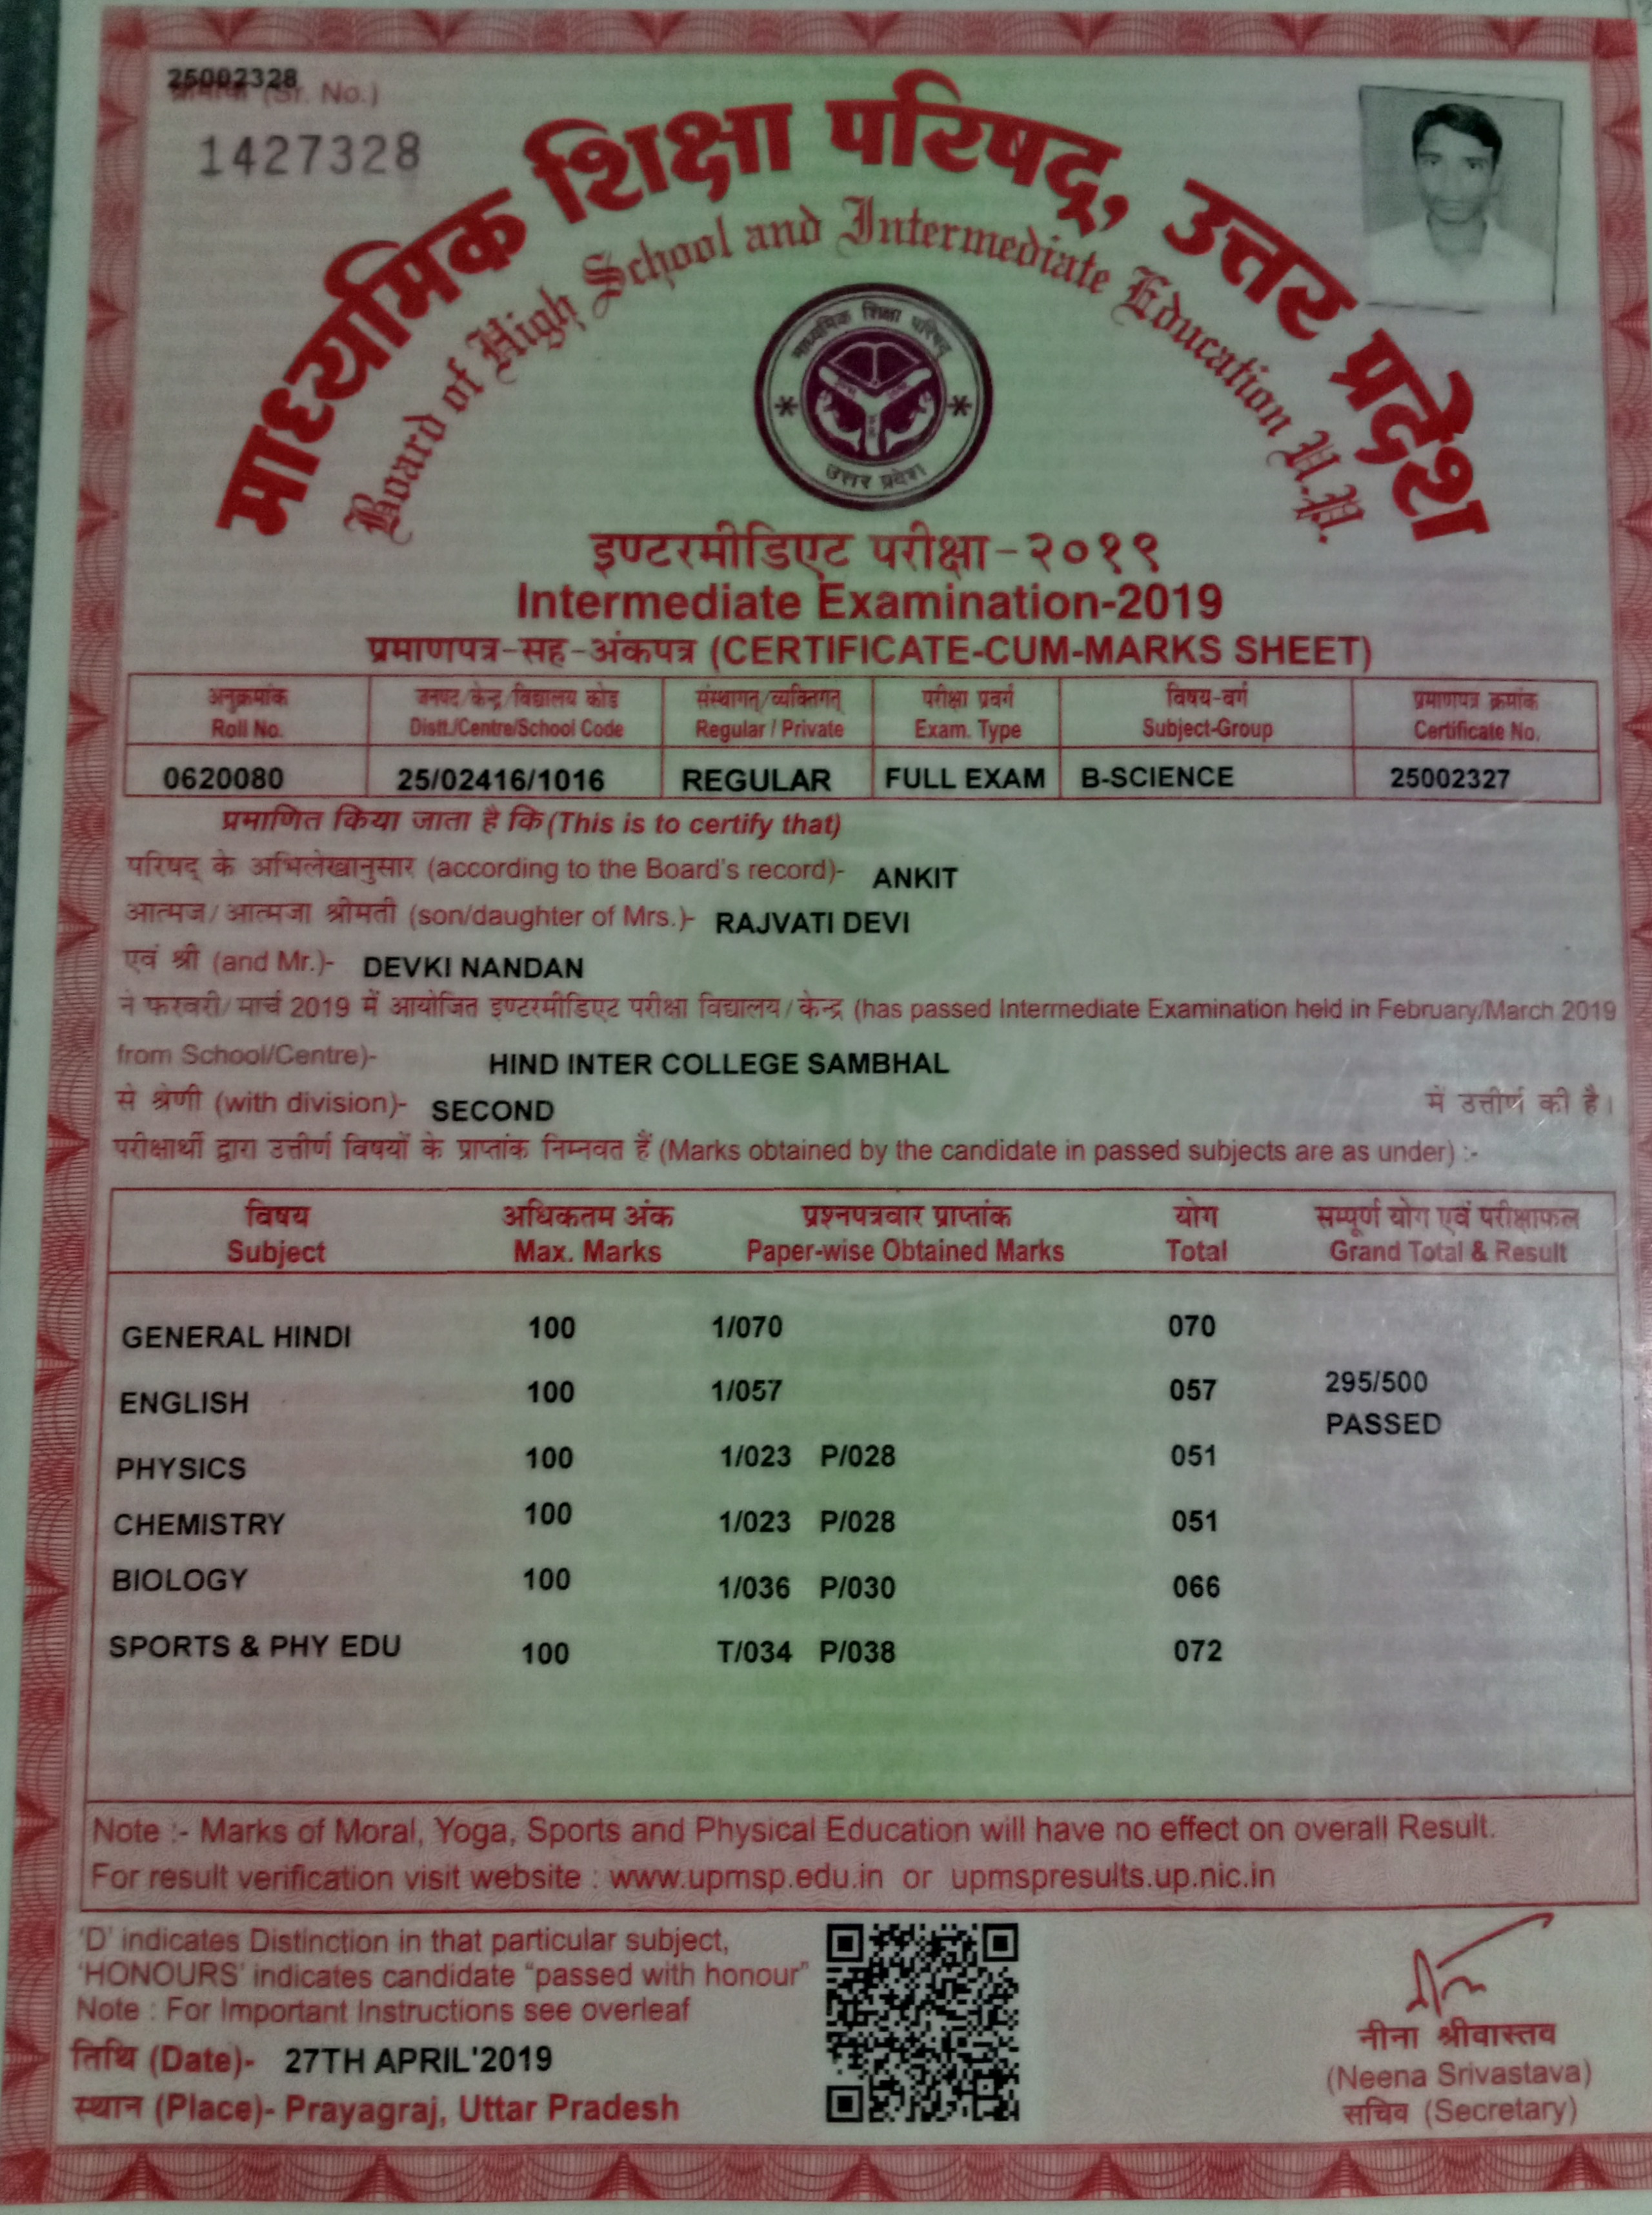 25002328
क्रमांक (Sr. No.)
1427328
माध्यमिक शिक्षा परिषद्, उत्तर प्रदेश
Board of High School and Intermediate Education U.P.
माध्यमिक शिक्षा परिषद्
उत्तर प्रदेश
इण्टरमीडिएट परीक्षा-२०१९
Intermediate Examination-2019
प्रमाणपत्र-सह-अंकपत्र (CERTIFICATE-CUM-MARKS SHEET)
अनुक्रमांक जनपद/केन्द्र/विद्यालय कोड संस्थागत्/व्यक्तिगत् परीक्षा प्रवर्ग विषय-वर्ग प्रमाणपत्र क्रमांक
Roll No. Distt./Centre/School Code Regular / Private Exam. Type Subject-Group Certificate No.
0620080 25/02416/1016 REGULAR FULL EXAM B-SCIENCE 25002327
प्रमाणित किया जाता है कि (This is to certify that)
परिषद् के अभिलेखानुसार (according to the Board's record)- ANKIT
आत्मज/आत्मजा श्रीमती (son/daughter of Mrs.)- RAJVATI DEVI
एवं श्री (and Mr.)- DEVKI NANDAN
ने फरवरी/मार्च 2019 में आयोजित इण्टरमीडिएट परीक्षा विद्यालय/केन्द्र (has passed Intermediate Examination held in February/March 2019
from School/Centre)- HIND INTER COLLEGE SAMBHAL
से श्रेणी (with division)- SECOND में उत्तीर्ण की है।
परीक्षार्थी द्वारा उत्तीर्ण विषयों के प्राप्तांक निम्नवत हैं (Marks obtained by the candidate in passed subjects are as under) :-
विषय अधिकतम अंक प्रश्नपत्रवार प्राप्तांक योग सम्पूर्ण योग एवं परीक्षाफल
Subject Max. Marks Paper-wise Obtained Marks Total Grand Total & Result
GENERAL HINDI 100 1/070 070
ENGLISH 100 1/057 057 295/500
PASSED
PHYSICS 100 1/023 P/028 051
CHEMISTRY 100 1/023 P/028 051
BIOLOGY 100 1/036 P/030 066
SPORTS & PHY EDU 100 T/034 P/038 072
Note :- Marks of Moral, Yoga, Sports and Physical Education will have no effect on overall Result.
For result verification visit website : www.upmsp.edu.in or upmspresults.up.nic.in
'D' indicates Distinction in that particular subject,
'HONOURS' indicates candidate "passed with honour"
Note : For Important Instructions see overleaf
तिथि (Date)- 27TH APRIL'2019
स्थान (Place)- Prayagraj, Uttar Pradesh
नीना श्रीवास्तव
(Neena Srivastava)
सचिव (Secretary)